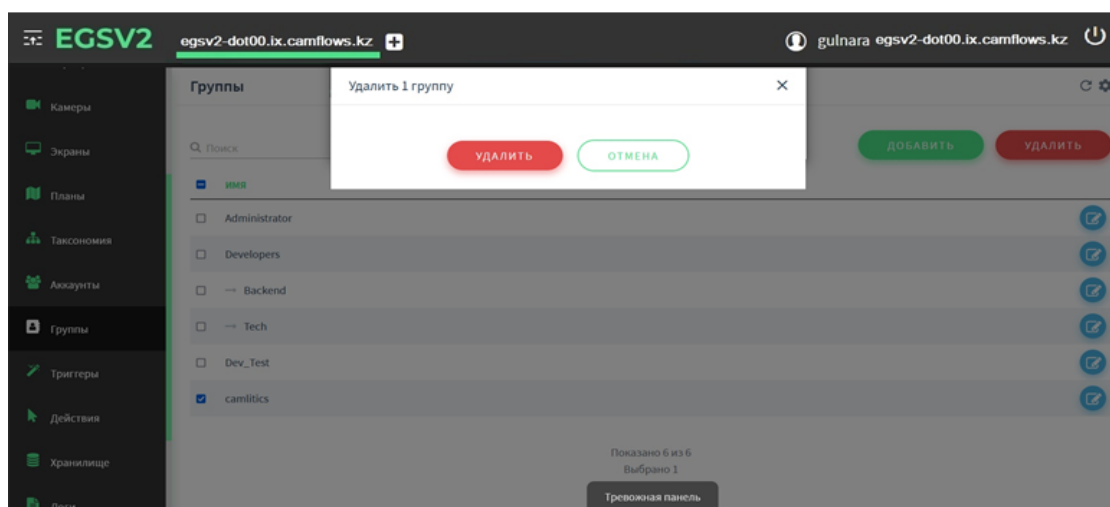 EGSV2
egsv2-dot00.ix.camflows.kz
gulnara egsv2-dot00.ix.camflows.kz
Камеры
Экраны
Планы
Таксономия
Аккаунты
Группы
Триггеры
Действия
Хранилище
Логи
Группы
Удалить 1 группу
УДАЛИТЬ
ОТМЕНА
Поиск
ДОБАВИТЬ
УДАЛИТЬ
ИМЯ
Administrator
Developers
Backend
Tech
Dev_Test
camlitics
Показано 6 из 6
Выбрано 1
Тревожная панель